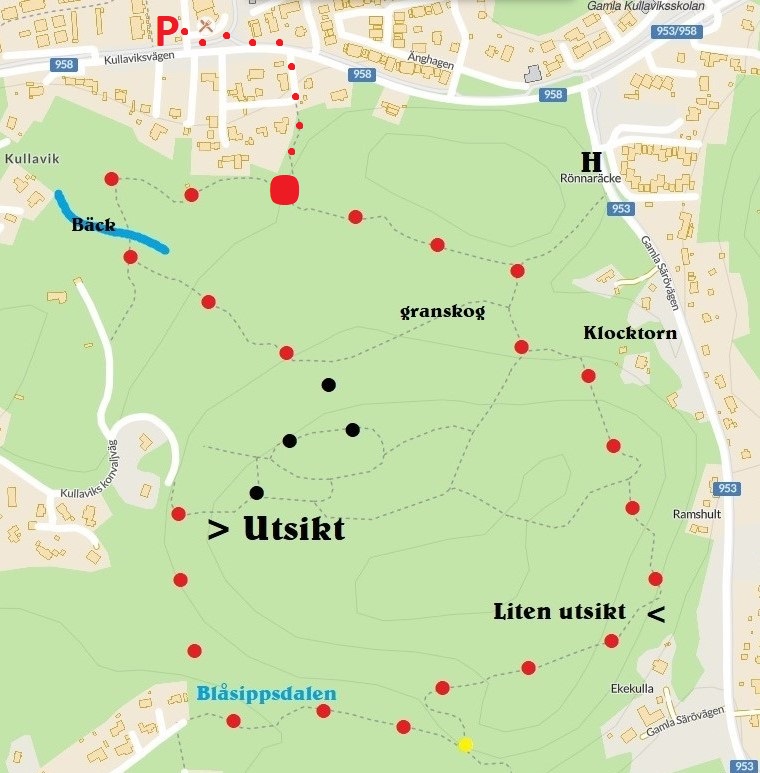 Gamla Kullaviksskolan
P
953/958
Kullaviksvägen
958
Änghagen
958
958
Kullavik
H
Rönnaräcke
953
Bäck
Gamla Särövägen
granskog
Klocktorn
Kullaviks konvaljväg
953
> Utsikt
Ramshult
Liten utsikt <
Blåsippsdalen
Ekekulla
Gamla Särövägen
953